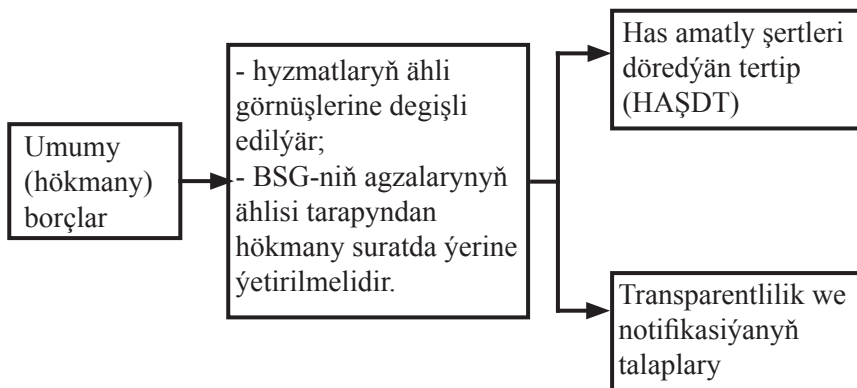 Umumy
(hökmany)
borçlar
- hyzmatlaryň ähli
görnüşlerine degişli
edilýär;
- BSG-niň agzalarynyň
ählisi tarapyndan
hökmany suratda ýerine
ýetirilmelidir.
Has amatly şertleri
döredýän tertip
(HAŞDT)
Transparentlilik we
notifikasiýanyň
talaplary